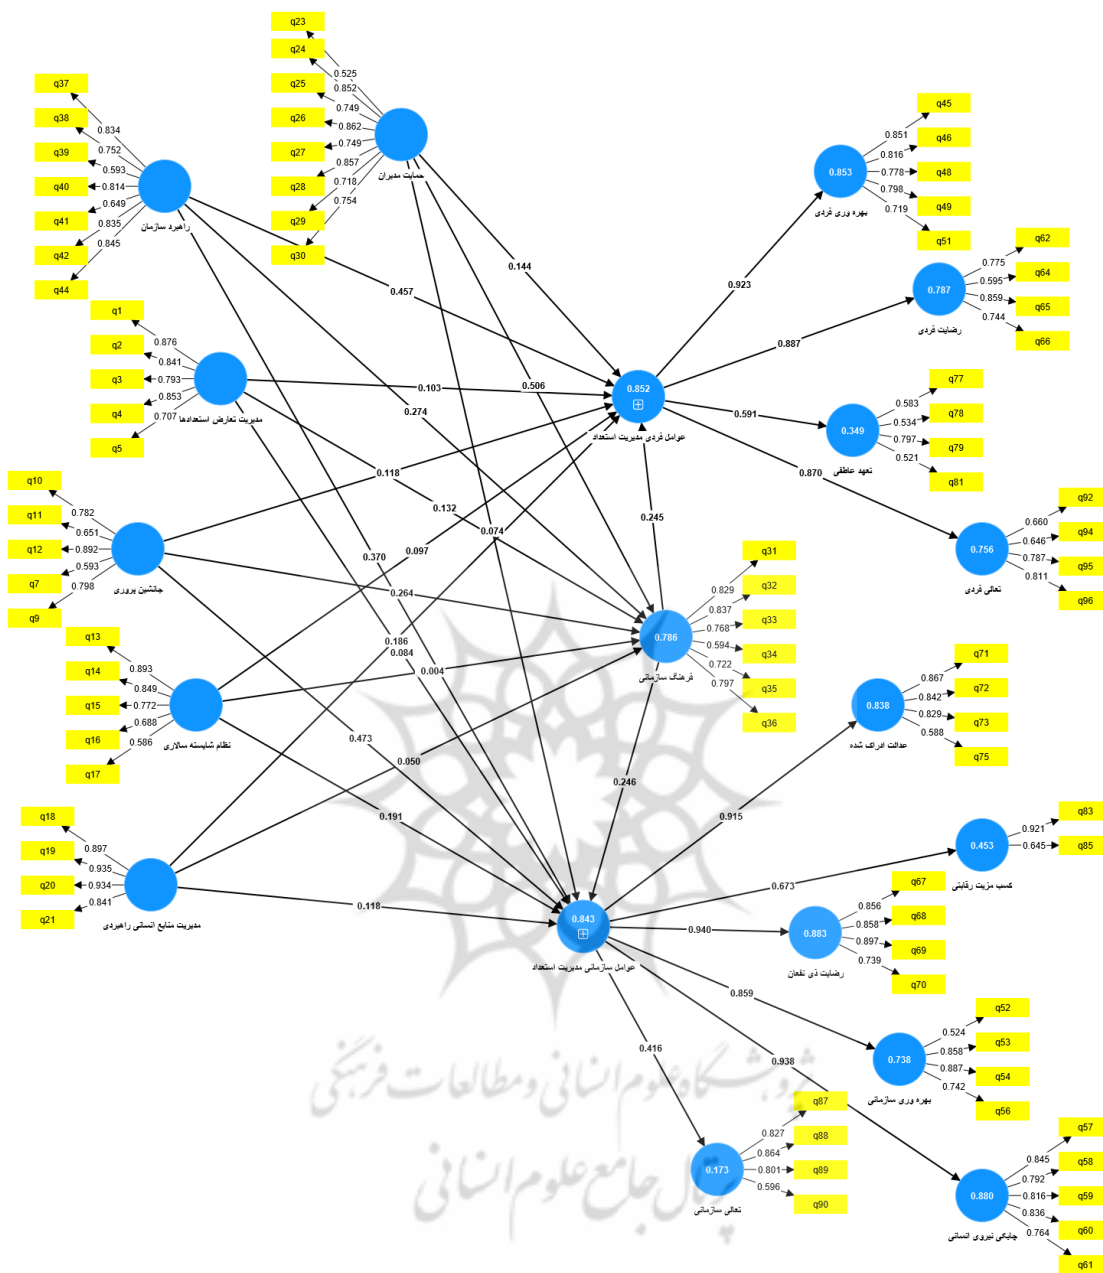 q23
q24
q25
q26
q27
q28
q29
q30
0.525
0.852
0.749
0.862
0.749
0.857
0.718
0.754
حمایت مدیران
q37
q38
q39
q40
q41
q42
q44
0.834
0.752
0.593
0.814
0.649
0.835
0.845
راهبرد سازمان
q1
q2
q3
q4
q5
0.876
0.841
0.793
0.853
0.707
مدیریت تعارض استعدادها
q10
q11
q12
q7
q9
0.782
0.651
0.892
0.593
0.798
جانشین پروری
q13
q14
q15
q16
q17
0.893
0.849
0.772
0.688
0.586
نظام شایسته سالاری
q18
q19
q20
q21
0.897
0.935
0.934
0.841
مدیریت منابع انسانی راهبردی
0.144
0.457
0.103
0.506
0.274
0.118
0.132
0.074
0.097
0.245
0.370
0.264
0.186
0.084
0.004
0.473
0.050
0.246
0.191
0.118
0.852
عوامل فردی مدیریت استعداد
0.786
فرهنگ سازمانی
q31
q32
q33
q34
q35
q36
0.829
0.837
0.768
0.594
0.722
0.797
0.843
عوامل سازمانی مدیریت استعداد
0.923
0.887
0.591
0.870
0.915
0.673
0.940
0.859
0.938
0.416
0.853
بهره وری فردی
q45
q46
q48
q49
q51
0.851
0.816
0.778
0.798
0.719
0.787
رضایت فردی
q62
q64
q65
q66
0.775
0.595
0.859
0.744
0.349
تعهد عاطفی
q77
q78
q79
q81
0.583
0.534
0.797
0.521
0.756
تعالی فردی
q92
q94
q95
q96
0.660
0.646
0.787
0.811
0.838
عدالت ادراک شده
q71
q72
q73
q75
0.867
0.842
0.829
0.588
0.453
کسب مزیت رقابتی
q83
q85
0.921
0.645
0.883
رضایت ذی نفعان
q67
q68
q69
q70
0.856
0.858
0.897
0.739
0.738
بهره وری سازمانی
q52
q53
q54
q56
0.524
0.858
0.887
0.742
0.880
چابکی نیروی انسانی
q57
q58
q59
q60
q61
0.845
0.792
0.816
0.836
0.764
0.173
تعالی سازمانی
q87
q88
q89
q90
0.827
0.864
0.801
0.596
پژوهشگاه علوم انسانی و مطالعات فرهنگی
پرتال جامع علوم انسانی